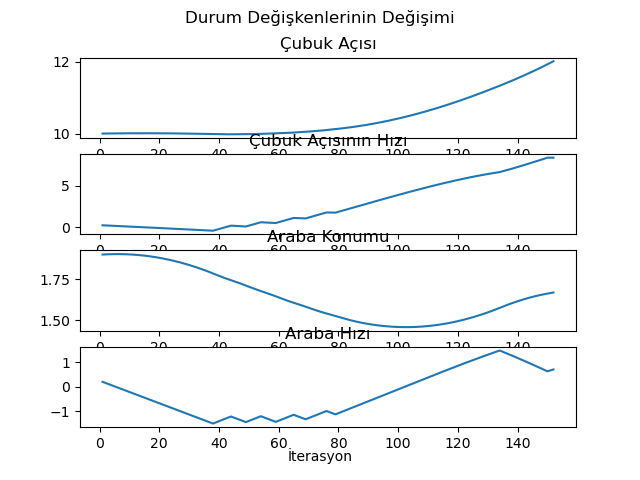 Durum Değişkenlerinin Değişimi
Çubuk Açısı
12
10
0 20 40 60 80 100 120 140
Çubuk Açısının Hızı
5
0
0 20 40 60 80 100 120 140
Araba Konumu
1.75
1.50
0 20 40 60 80 100 120 140
Araba Hızı
1
0
−1
0 20 40 60 80 100 120 140
İterasyon